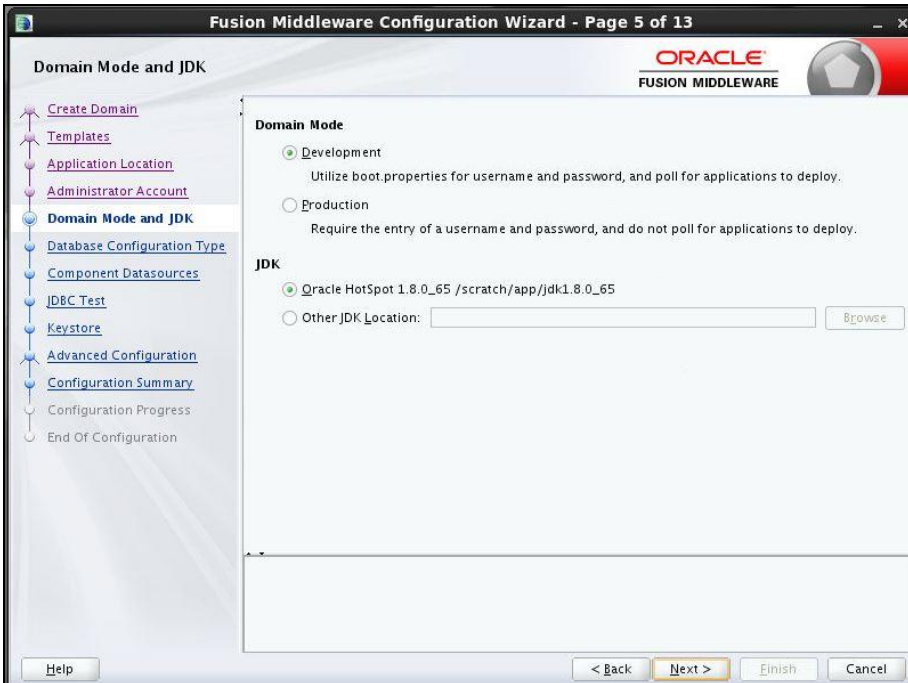 Fusion Middleware Configuration Wizard - Page 5 of 13
Domain Mode and JDK
ORACLE
FUSION MIDDLEWARE
Create Domain
Templates
Application Location
Administrator Account
Domain Mode and JDK
Database Configuration Type
Component Datasources
JDBC Test
Keystore
Advanced Configuration
Configuration Summary
Configuration Progress
End Of Configuration
Domain Mode
Development
Utilize boot.properties for username and password, and poll for applications to deploy.
Production
Require the entry of a username and password, and do not poll for applications to deploy.
JDK
Oracle HotSpot 1.8.0_65 /scratch/app/jdk1.8.0_65
Other JDK Location:
Browse
Help
< Back
Next >
Finish
Cancel